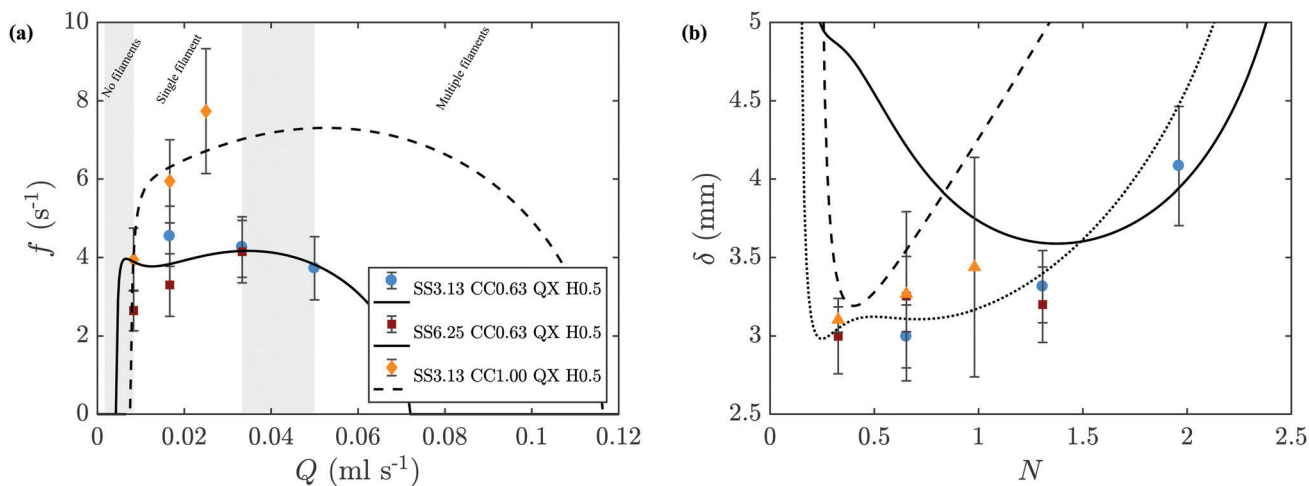 (a)
10
8
6
4
2
0
f (s⁻¹)
No filaments
Single filament
Multiple filaments
SS3.13 CC0.63 QX H0.5
SS6.25 CC0.63 QX H0.5
SS3.13 CC1.00 QX H0.5
0 0.02 0.04 0.06 0.08 0.1 0.12
Q (ml s⁻¹)
(b)
5
4.5
4
3.5
3
2.5
δ (mm)
0 0.5 1 1.5 2 2.5
N